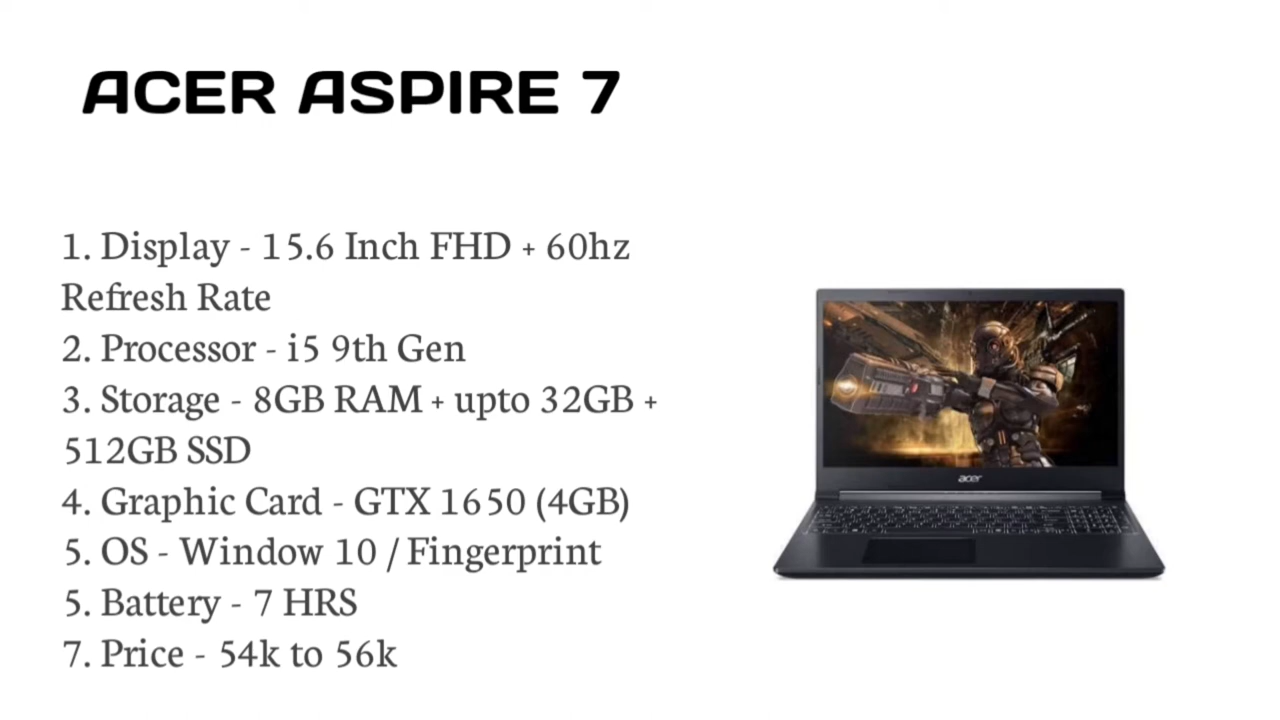 ACER ASPIRE 7
1. Display - 15.6 Inch FHD + 60hz
Refresh Rate
2. Processor - i5 9th Gen
3. Storage - 8GB RAM + upto 32GB +
512GB SSD
4. Graphic Card - GTX 1650 (4GB)
5. OS - Window 10 / Fingerprint
5. Battery - 7 HRS
7. Price - 54k to 56k
acer